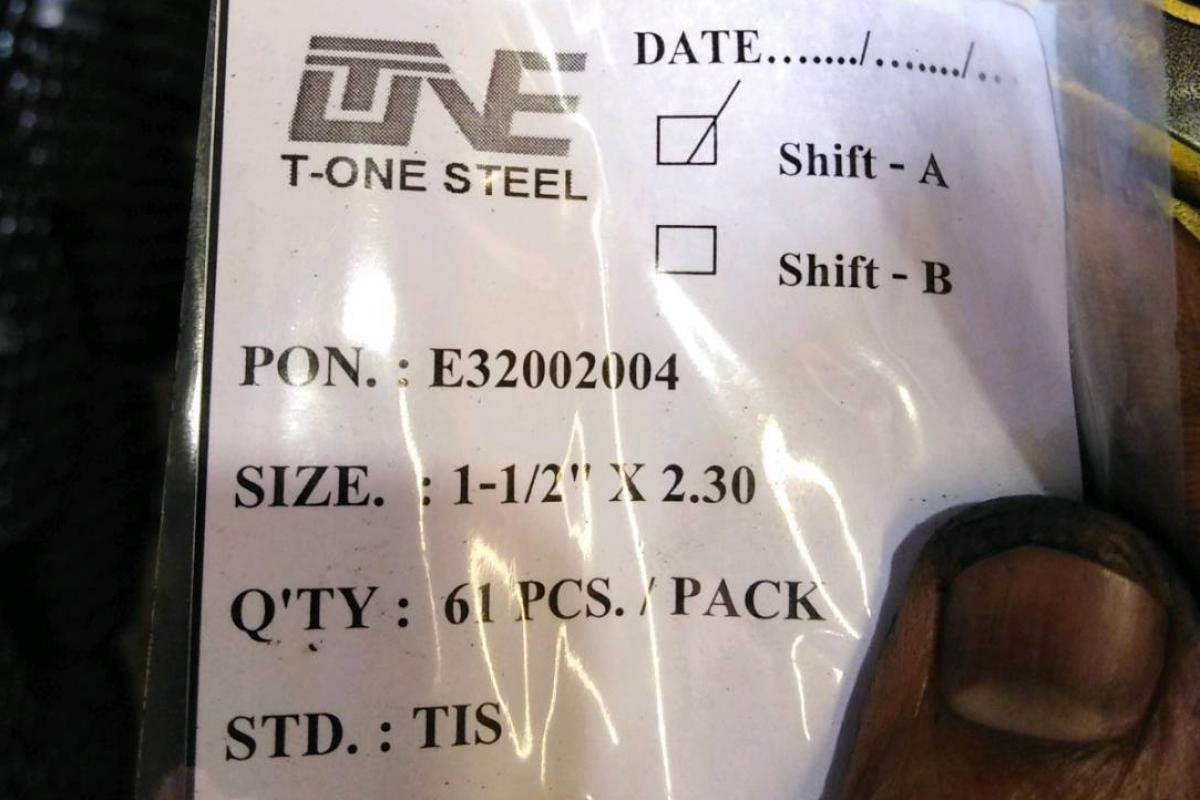 TONE
T-ONE STEEL
DATE......../......../...
Shift - A
Shift - B
PON. : E32002004
SIZE. : 1-1/2" X 2.30
Q'TY : 61 PCS. / PACK
STD. : TIS